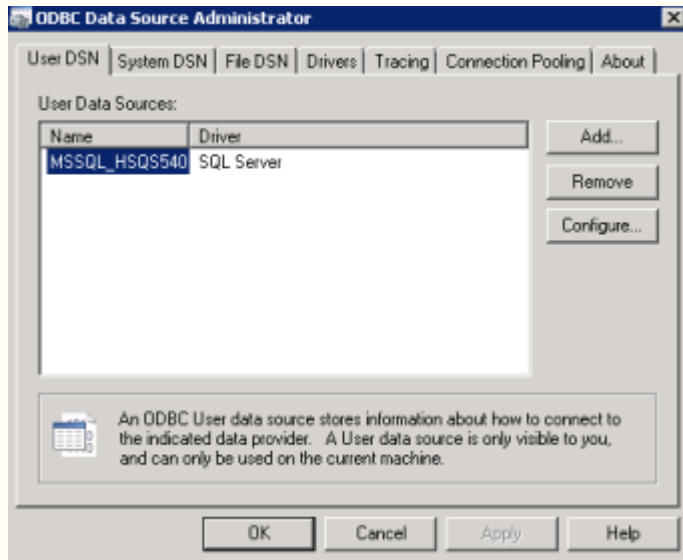 ODBC Data Source Administrator
User DSN System DSN File DSN Drivers Tracing Connection Pooling About
User Data Sources:
Name Driver
MSSQL_HSQS540 SQL Server
Add...
Remove
Configure...
An ODBC User data source stores information about how to connect to
the indicated data provider. A User data source is only visible to you,
and can only be used on the current machine.
OK Cancel Apply Help